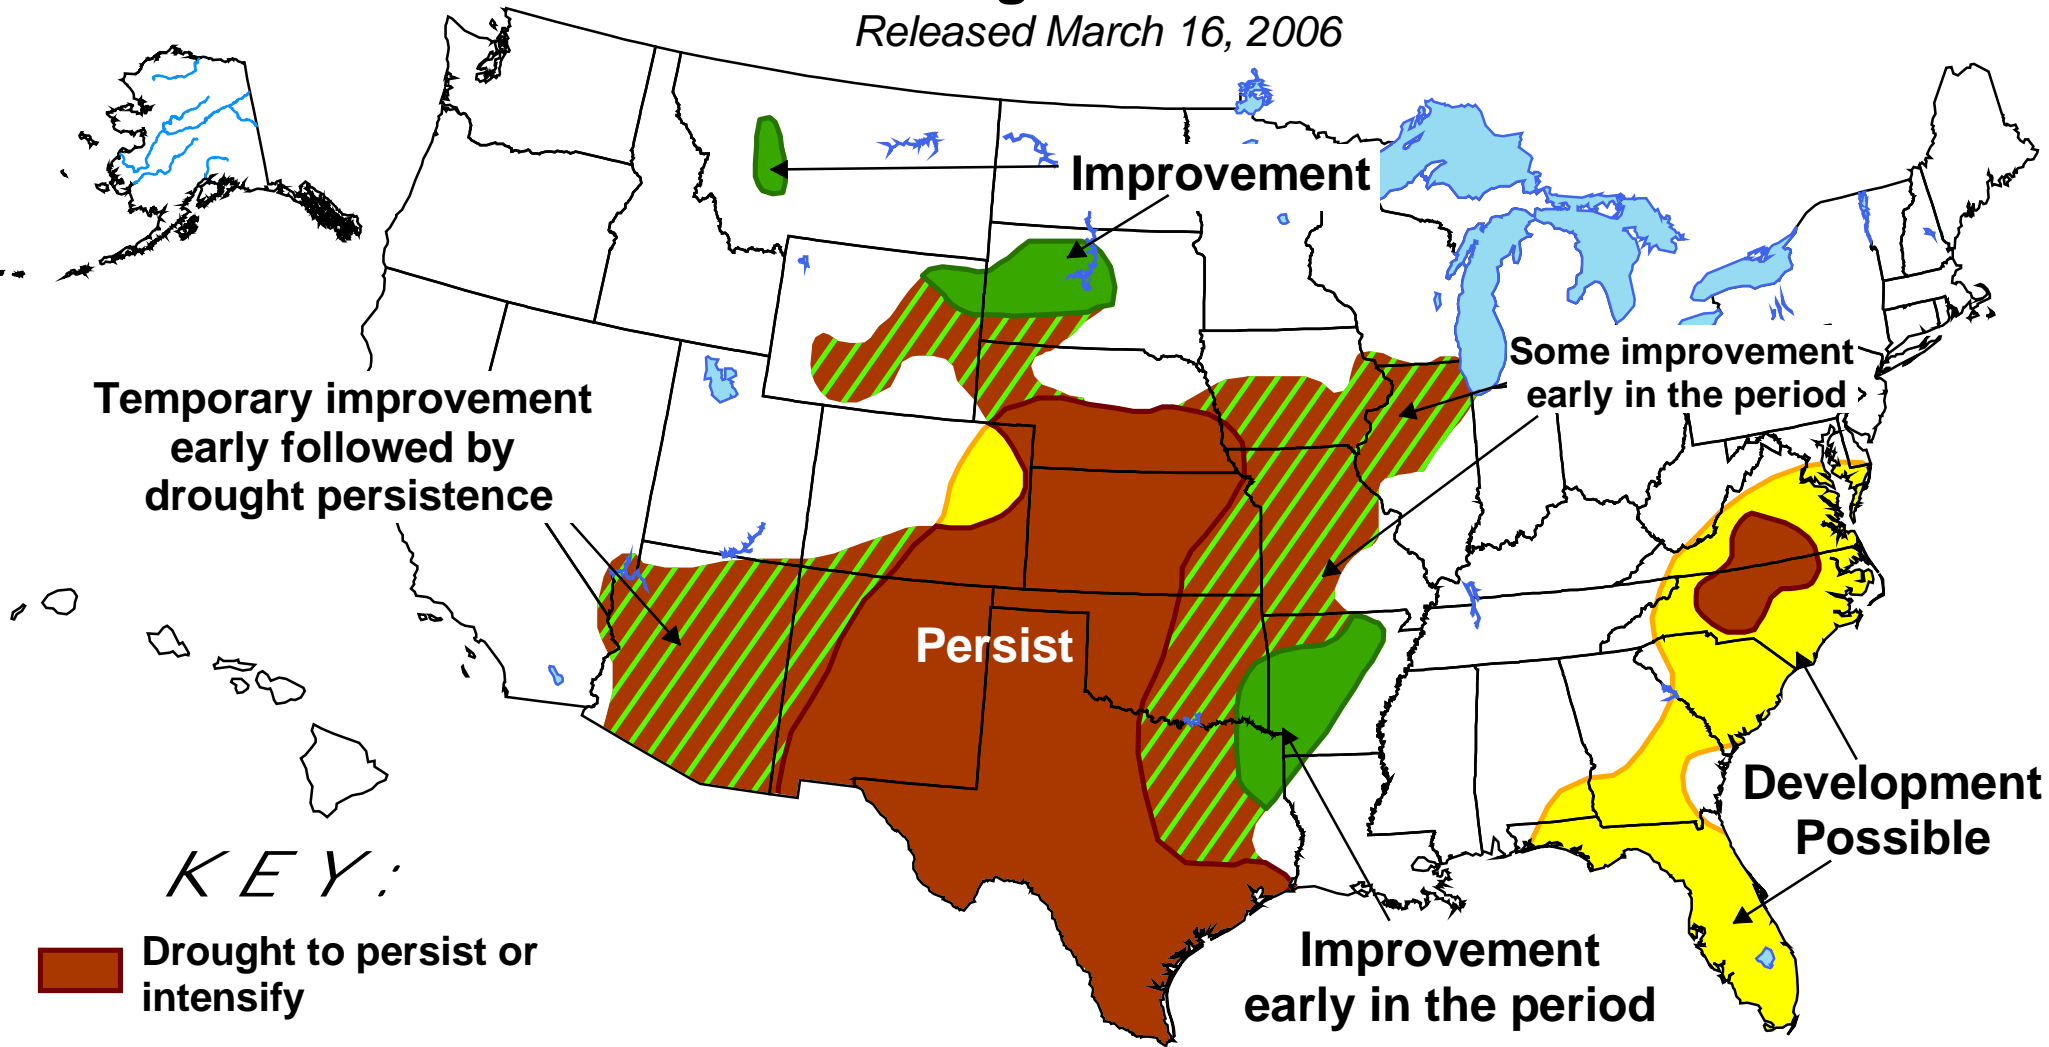 Released March 16, 2006
Improvement
Some improvement
early in the period
Temporary improvement
early followed by
drought persistence
Persist
Development
Possible
Improvement
early in the period
KEY:
Drought to persist or
intensify